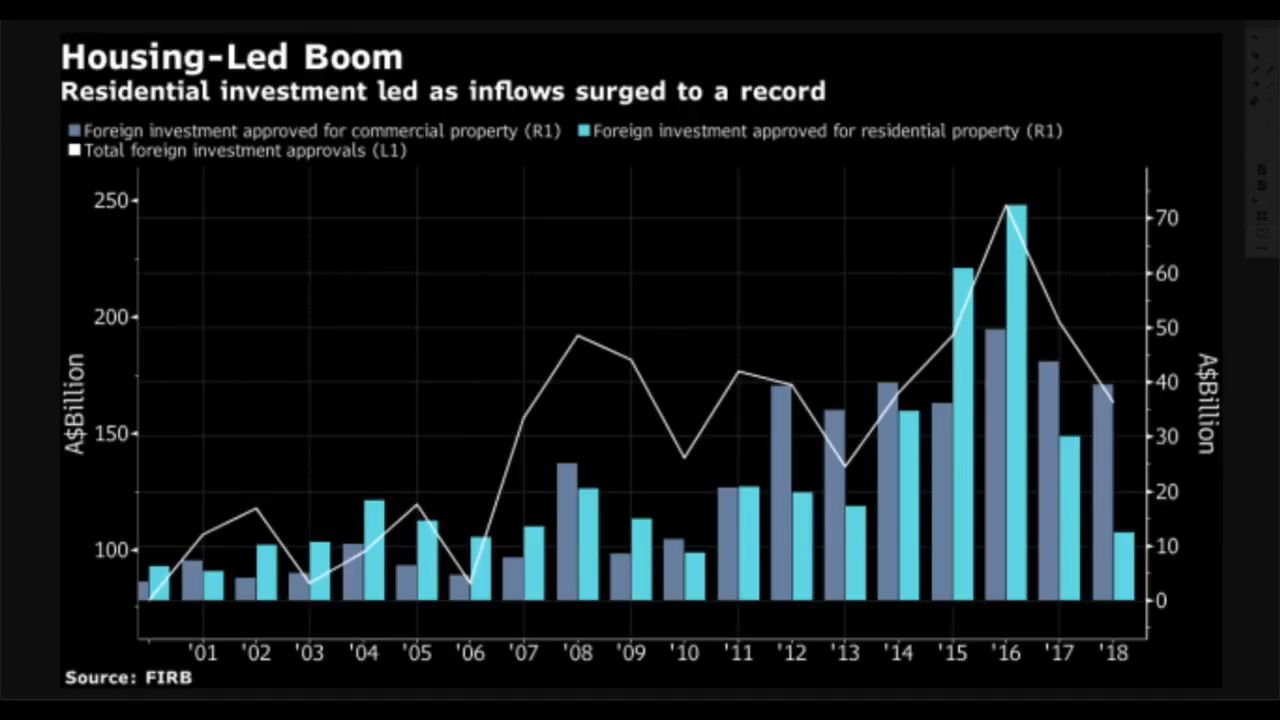 Housing-Led Boom
Residential investment led as inflows surged to a record
Foreign investment approved for commercial property (R1) Foreign investment approved for residential property (R1)
Total foreign investment approvals (L1)
250
200
150
100
A$Billion
70
60
50
40
30
20
10
0
A$Billion
'01 '02 '03 '04 '05 '06 '07 '08 '09 '10 '11 '12 '13 '14 '15 '16 '17 '18
Source: FIRB